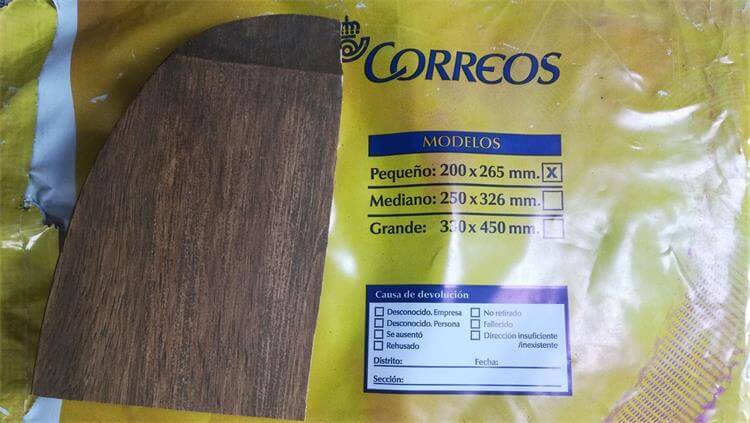 CORREOS
MODELOS
Pequeño: 200 x 265 mm. X
Mediano: 250 x 326 mm.
Grande: 330 x 450 mm.
Causa de devolución
Desconocido. Empresa
Desconocido. Persona
Se ausentó
Rehusado
No retirado
Fallecido
Dirección insuficiente
/inexistente
Distrito: Fecha:
Sección: